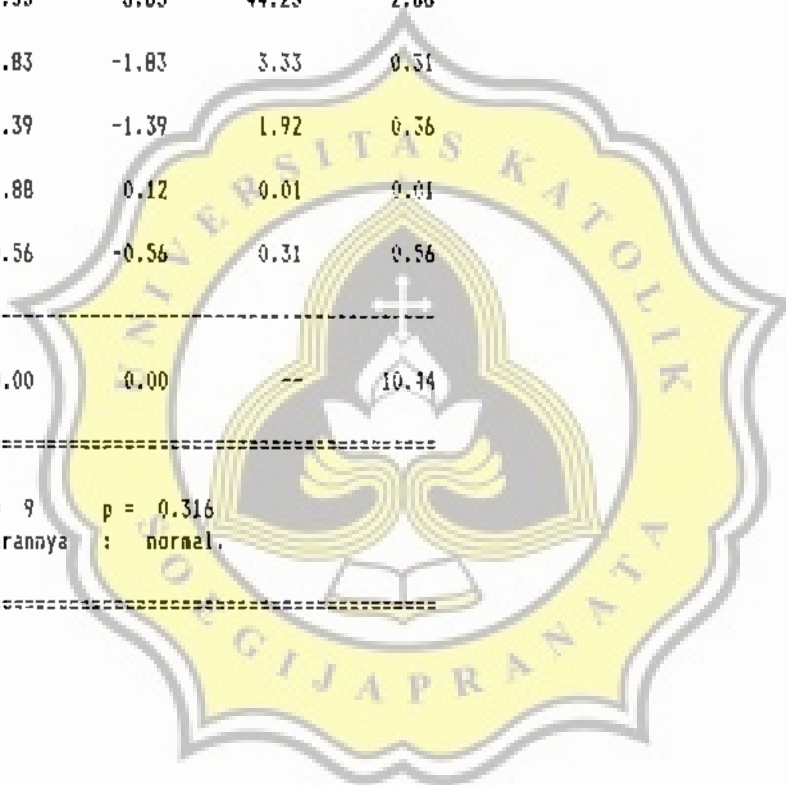 .83 -1.83 3.33 0.31
.39 -1.39 1.92 0.36
.88 0.12 0.01 0.01
.56 -0.56 0.31 0.56
.00 0.00 -- 10.44
= 9 p = 0.316
rannya : normal.
UNIVERSITAS KATOLIK
SOEGIJAPRANATA